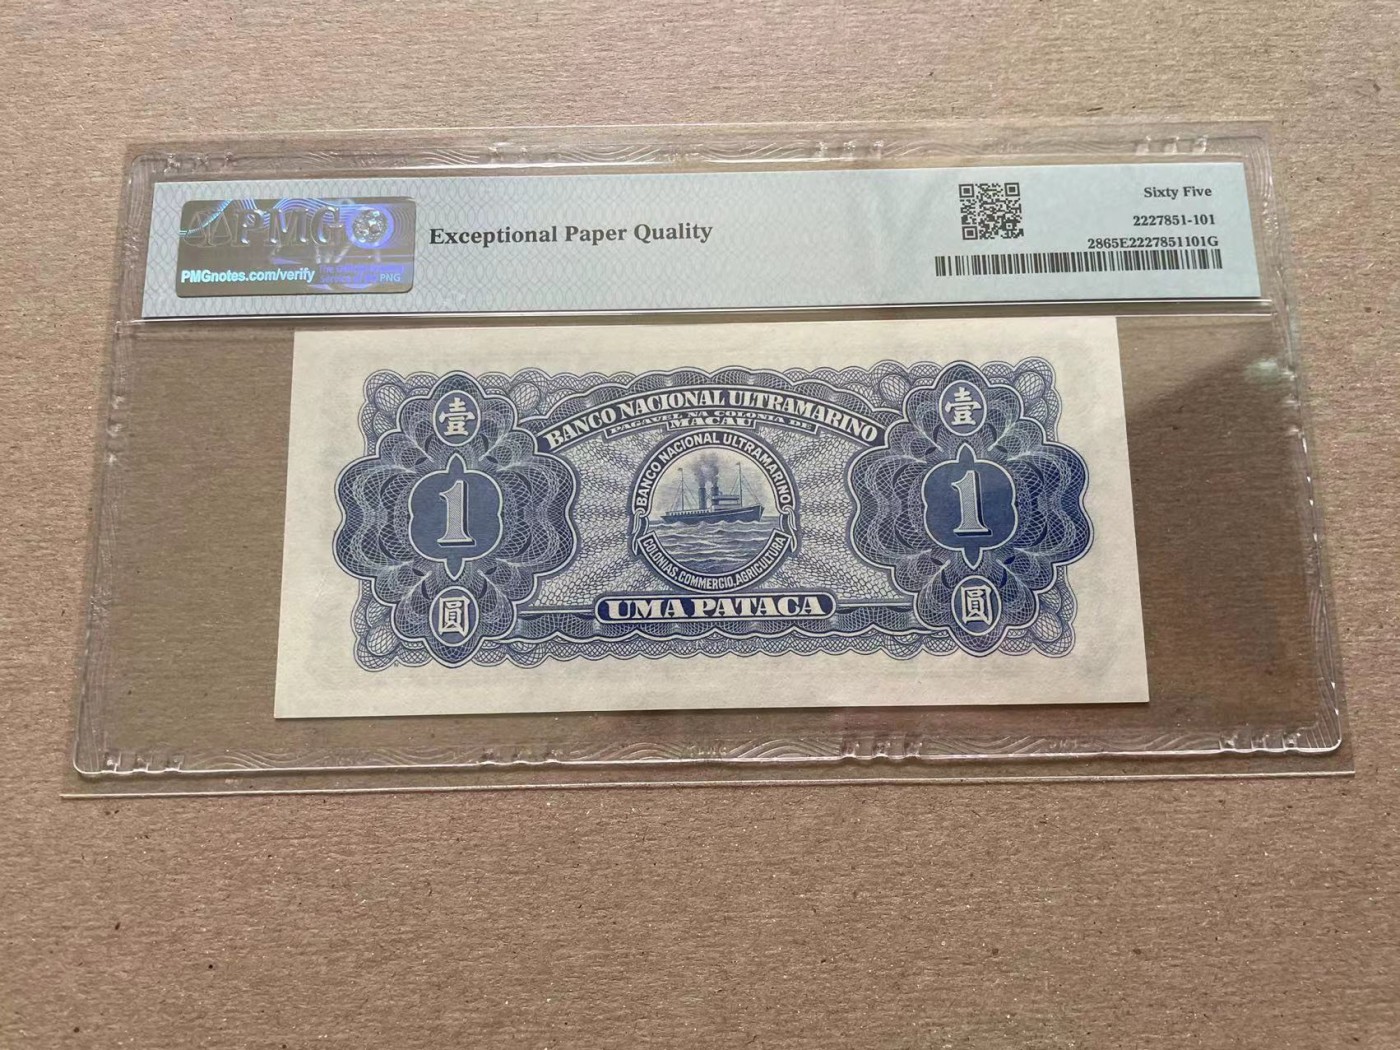 PMG
PMGnotes.com/verify
PNG
Exceptional Paper Quality
Sixty Five
2227851-101
2865E2227851101G
壹
BANCO NACIONAL ULTRAMARINO
壹
PAGAVEL NA COLONIA DE
MACAU
BANCO NACIONAL ULTRAMARINO
1
1
COLONIAS, COMMERCIO, AGRICULTURA
圓
UMA PATACA
圓